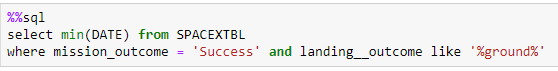 %%sql
select min(DATE) from SPACEXTBL
where mission_outcome = 'Success' and landing__outcome like '%ground%'